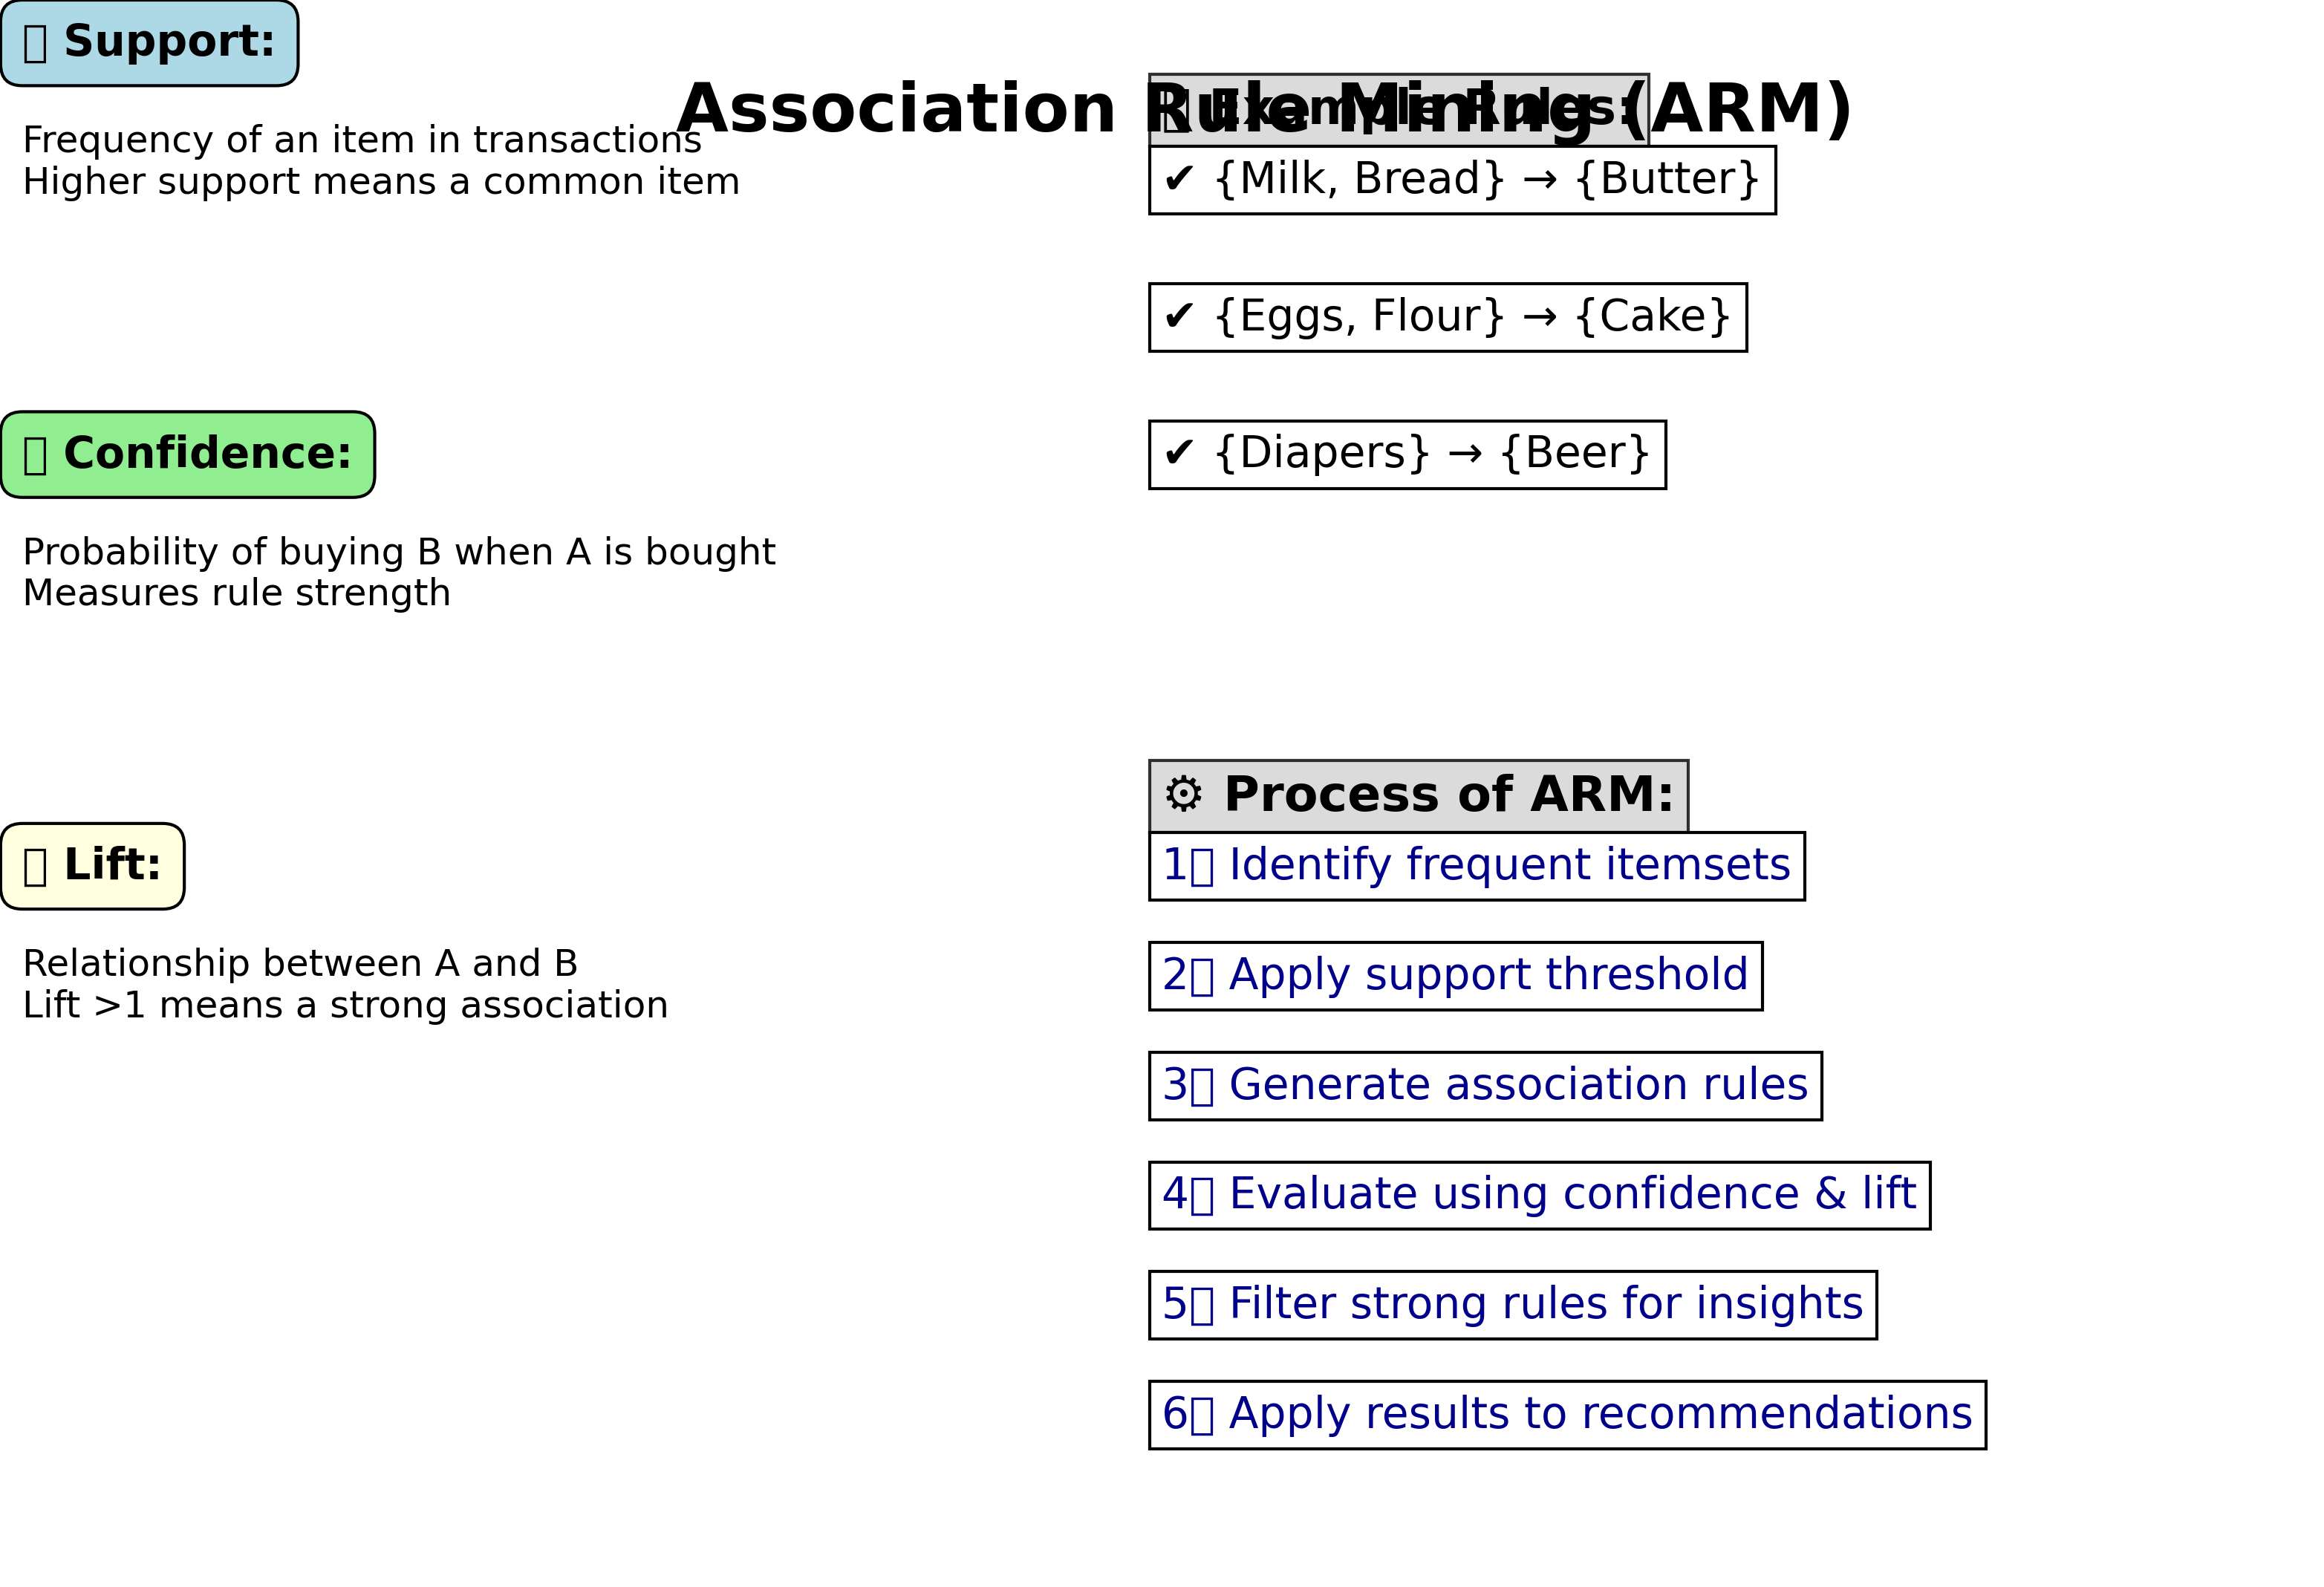 Association Rule Mining (ARM)
Support:
Frequency of an item in transactions
Higher support means a common item
Confidence:
Probability of buying B when A is bought
Measures rule strength
Lift:
Relationship between A and B
Lift >1 means a strong association
Example Rules:
✔ {Milk, Bread} → {Butter}
✔ {Eggs, Flour} → {Cake}
✔ {Diapers} → {Beer}
⚙ Process of ARM:
1 Identify frequent itemsets
2 Apply support threshold
3 Generate association rules
4 Evaluate using confidence & lift
5 Filter strong rules for insights
6 Apply results to recommendations